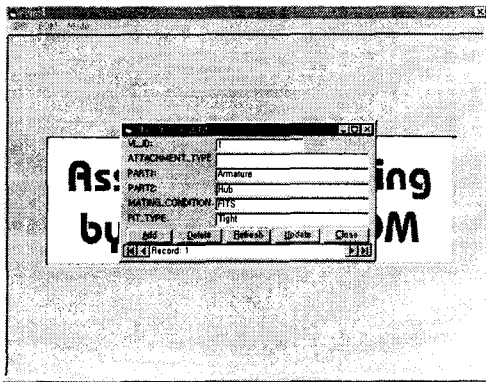 Ass ing
by OM
VL_ID: 1
ATTACHMENT_TYPE
PART1: Armature
PART2: Hub
MATING_CONDITION: FITS
FIT_TYPE: Tight
Add Delete Refresh Update Close
Record: 1